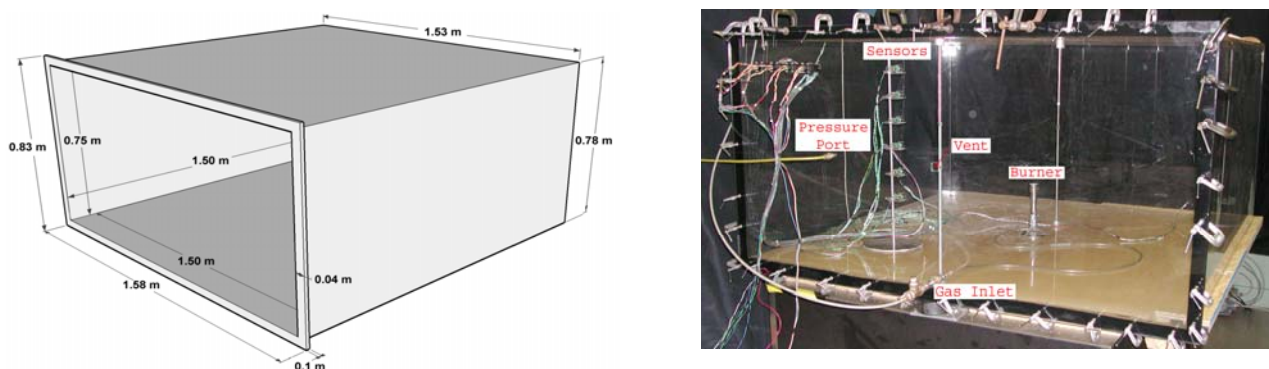 1.53 m
0.83 m
0.75 m
1.50 m
0.78 m
1.50 m
1.58 m
0.04 m
0.1 m
Sensors
Pressure
Port
Vent
Burner
Gas Inlet